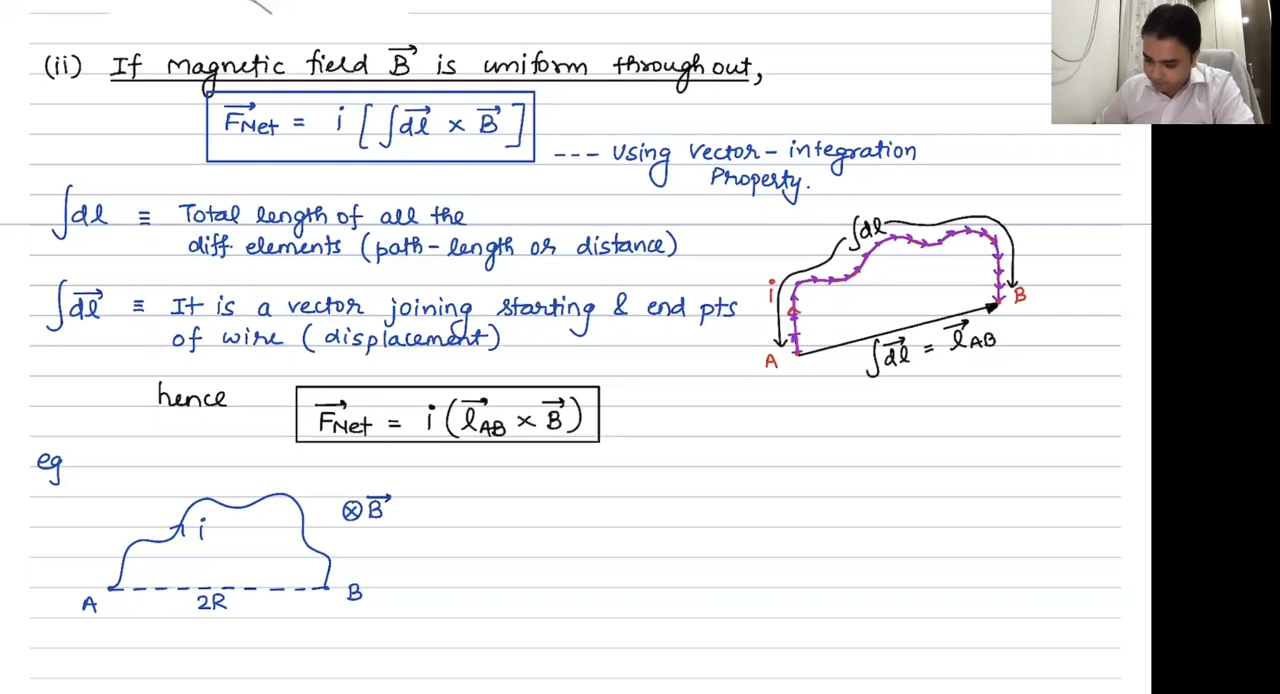 (ii) If magnetic field B⃗ is uniform throughout,
F⃗Net = i [ ∫dl⃗ × B⃗ ]
--- Using vector-integration
Property.
∫dl ≡ Total length of all the
diff. elements (path-length or distance)
∫dl⃗ ≡ It is a vector joining starting & end pts
of wire (displacement)
∫dl
i
A
B
∫dl⃗ = l⃗AB
hence
F⃗Net = i (l⃗AB × B⃗)
eg
i
⊗B⃗
A
2R
B